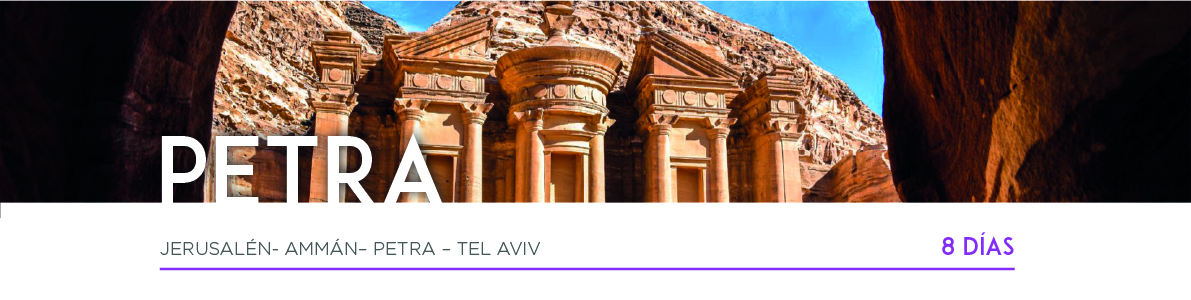 PETRA
JERUSALÉN- AMMÁN– PETRA – TEL AVIV
8 DÍAS